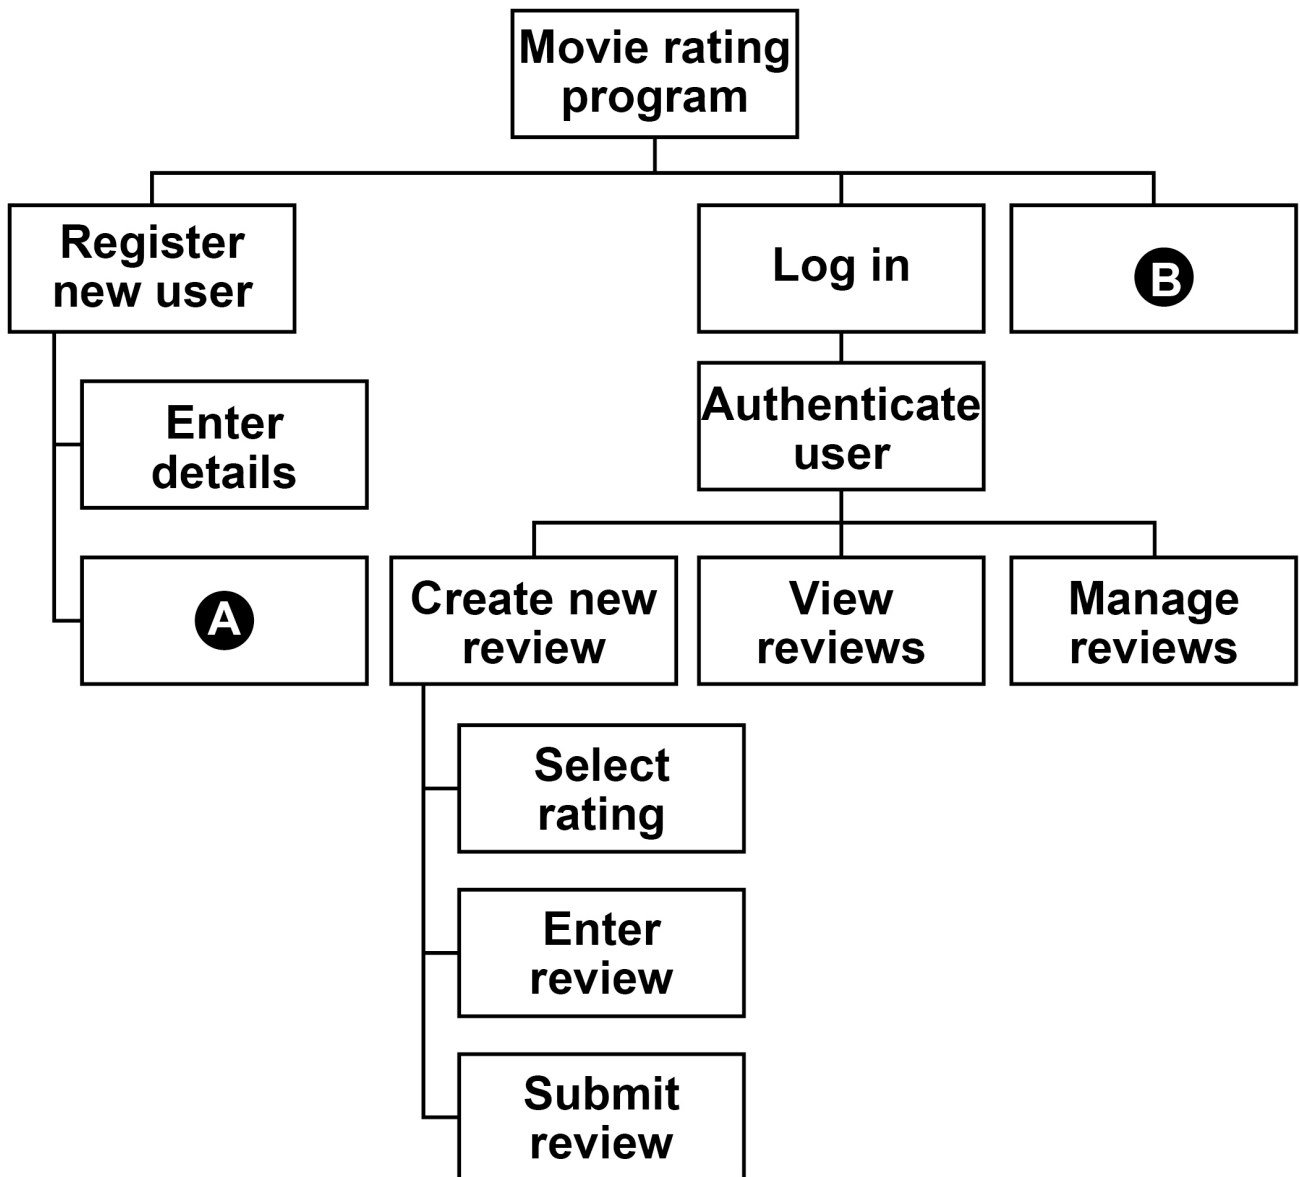 Movie rating
program
Register
new user
Log in
B
Enter
details
Authenticate
user
A
Create new
review
View
reviews
Manage
reviews
Select
rating
Enter
review
Submit
review